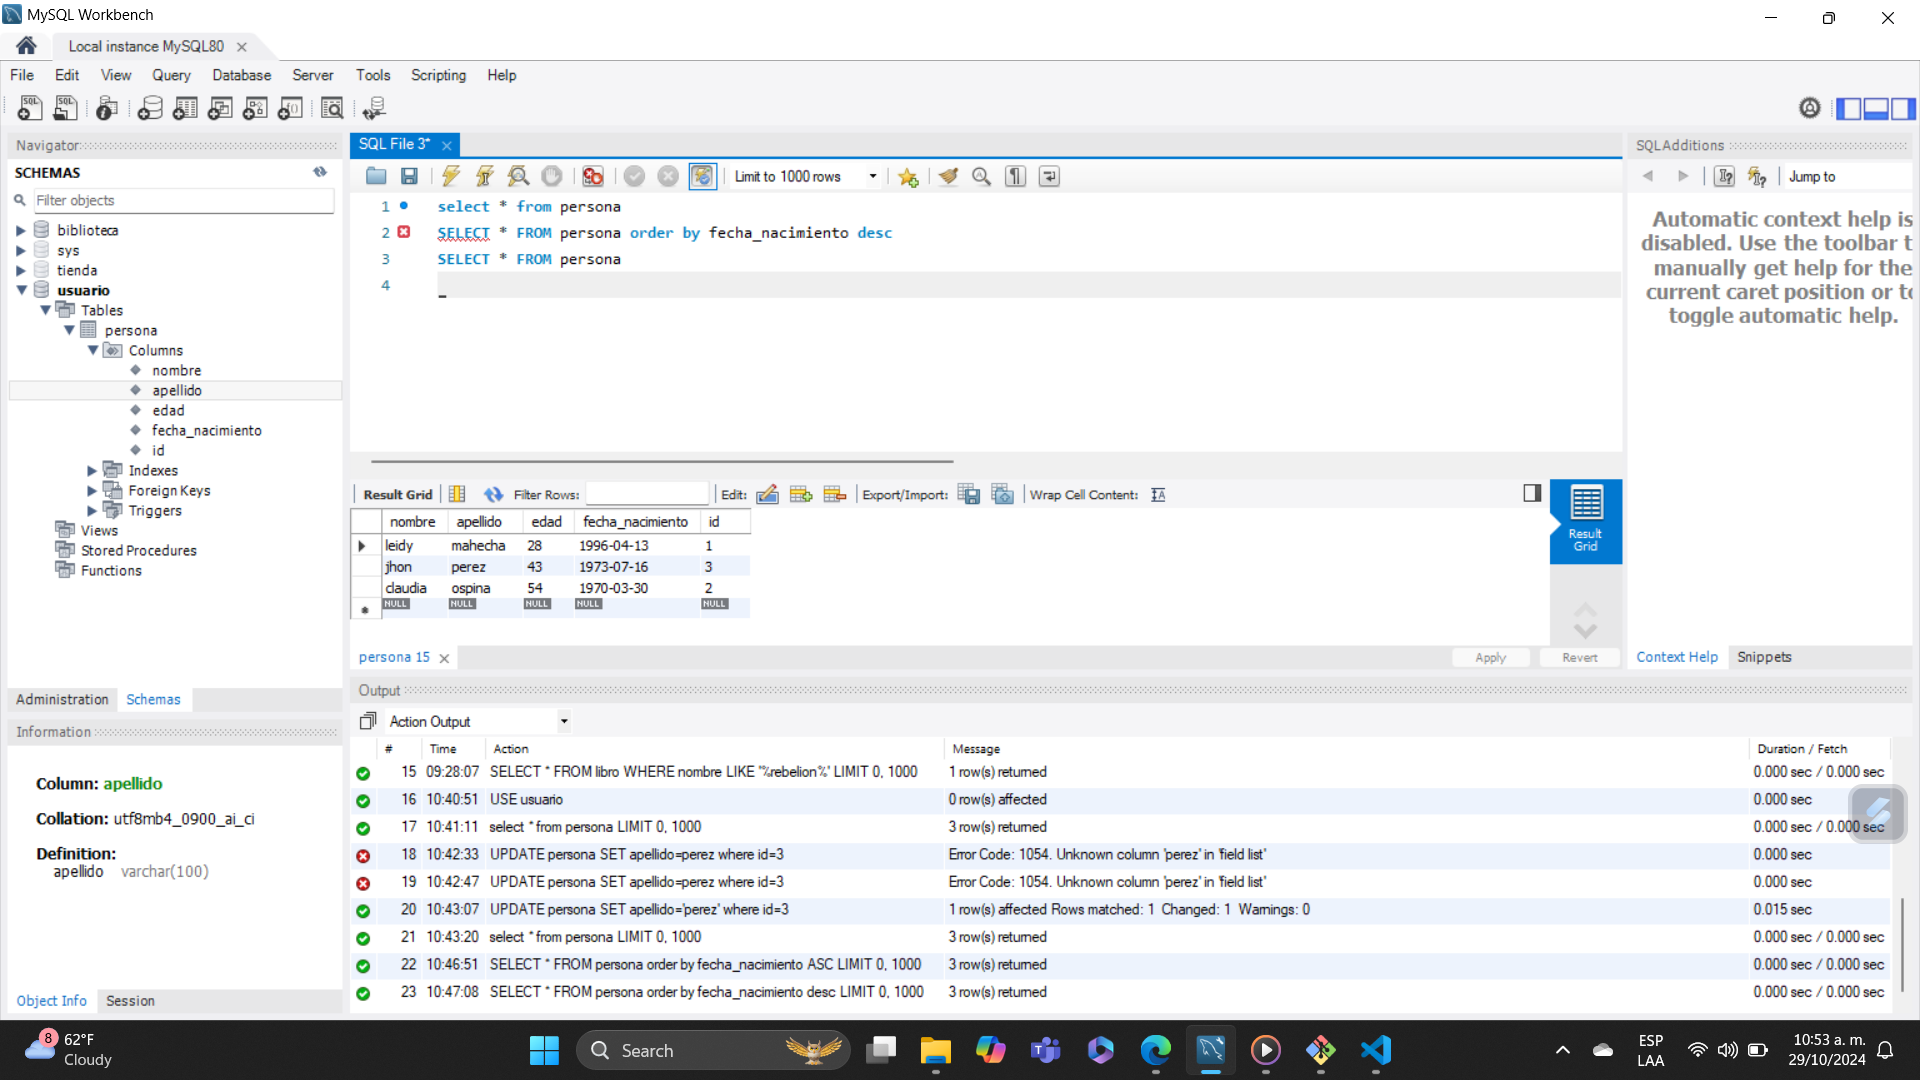 MySQL Workbench
Local instance MySQL80
File Edit View Query Database Server Tools Scripting Help
Navigator
SCHEMAS
Filter objects
biblioteca
sys
tienda
usuario
Tables
persona
Columns
nombre
apellido
edad
fecha_nacimiento
id
Indexes
Foreign Keys
Triggers
Views
Stored Procedures
Functions
Administration Schemas
Information
Column: apellido
Collation: utf8mb4_0900_ai_ci
Definition:
apellido varchar(100)
Object Info Session
SQL File 3*
Limit to 1000 rows
1 select * from persona
2 SELECT * FROM persona order by fecha_nacimiento desc
3 SELECT * FROM persona
4
Result Grid Filter Rows: Edit: Export/Import: Wrap Cell Content:
nombre apellido edad fecha_nacimiento id
leidy mahecha 28 1996-04-13 1
jhon perez 43 1973-07-16 3
claudia ospina 54 1970-03-30 2
NULL NULL NULL NULL NULL
Result
Grid
persona 15
Apply Revert
SQLAdditions
Jump to
Automatic context help is
disabled. Use the toolbar t
manually get help for the
current caret position or to
toggle automatic help.
Context Help Snippets
Output
Action Output
# Time Action Message Duration / Fetch
15 09:28:07 SELECT * FROM libro WHERE nombre LIKE '%rebelion%' LIMIT 0, 1000 1 row(s) returned 0.000 sec / 0.000 sec
16 10:40:51 USE usuario 0 row(s) affected 0.000 sec
17 10:41:11 select * from persona LIMIT 0, 1000 3 row(s) returned 0.000 sec / 0.000 sec
18 10:42:33 UPDATE persona SET apellido=perez where id=3 Error Code: 1054. Unknown column 'perez' in 'field list' 0.000 sec
19 10:42:47 UPDATE persona SET apellido=perez where id=3 Error Code: 1054. Unknown column 'perez' in 'field list' 0.000 sec
20 10:43:07 UPDATE persona SET apellido='perez' where id=3 1 row(s) affected Rows matched: 1 Changed: 1 Warnings: 0 0.015 sec
21 10:43:20 select * from persona LIMIT 0, 1000 3 row(s) returned 0.000 sec / 0.000 sec
22 10:46:51 SELECT * FROM persona order by fecha_nacimiento ASC LIMIT 0, 1000 3 row(s) returned 0.000 sec / 0.000 sec
23 10:47:08 SELECT * FROM persona order by fecha_nacimiento desc LIMIT 0, 1000 3 row(s) returned 0.000 sec / 0.000 sec
8
62°F
Cloudy
Search
ESP
LAA
10:53 a. m.
29/10/2024